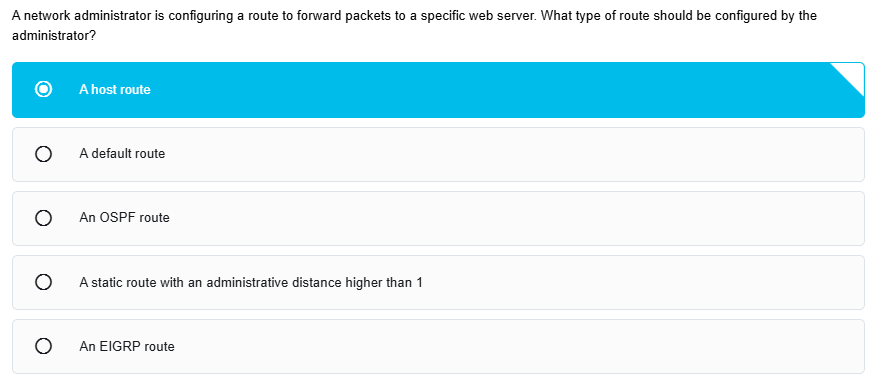 A network administrator is configuring a route to forward packets to a specific web server. What type of route should be configured by the
administrator?
A host route
A default route
An OSPF route
A static route with an administrative distance higher than 1
An EIGRP route